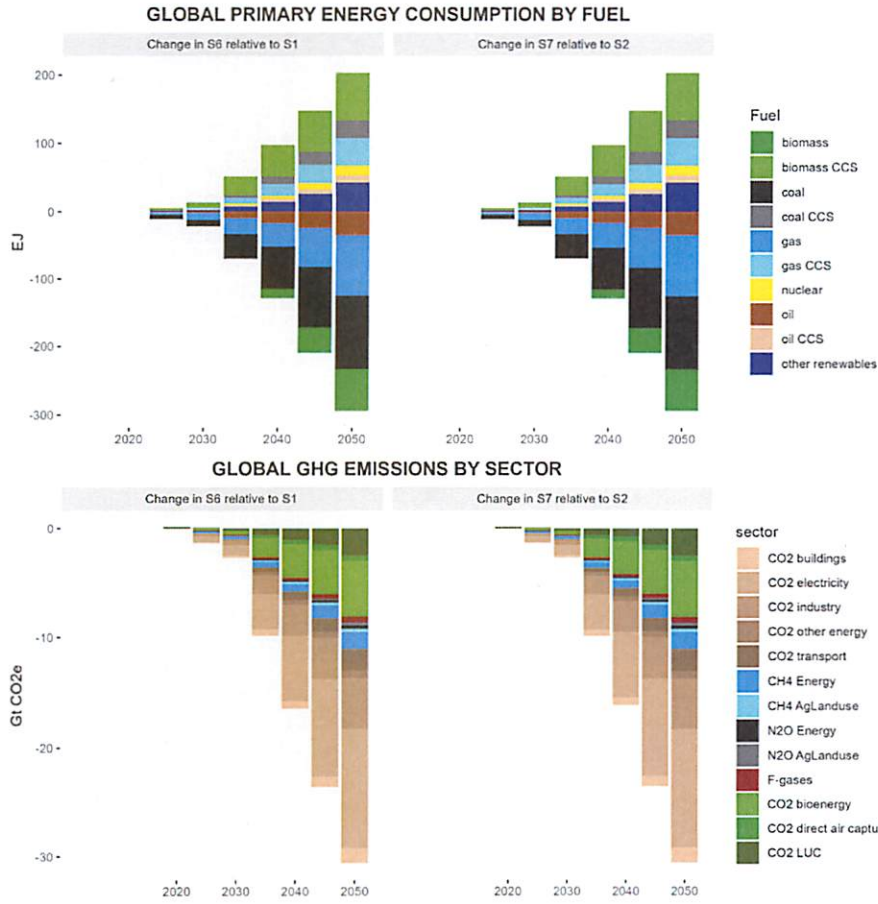 GLOBAL PRIMARY ENERGY CONSUMPTION BY FUEL
Change in S6 relative to S1
Change in S7 relative to S2
200
100
0
-100
-200
-300
EJ
2020 2030 2040 2050
2020 2030 2040 2050
Fuel
biomass
biomass CCS
coal
coal CCS
gas
gas CCS
nuclear
oil
oil CCS
other renewables
GLOBAL GHG EMISSIONS BY SECTOR
Change in S6 relative to S1
Change in S7 relative to S2
0
-10
-20
-30
Gt CO2e
2020 2030 2040 2050
2020 2030 2040 2050
sector
CO2 buildings
CO2 electricity
CO2 industry
CO2 other energy
CO2 transport
CH4 Energy
CH4 AgLanduse
N2O Energy
N2O AgLanduse
F-gases
CO2 bioenergy
CO2 direct air captu
CO2 LUC